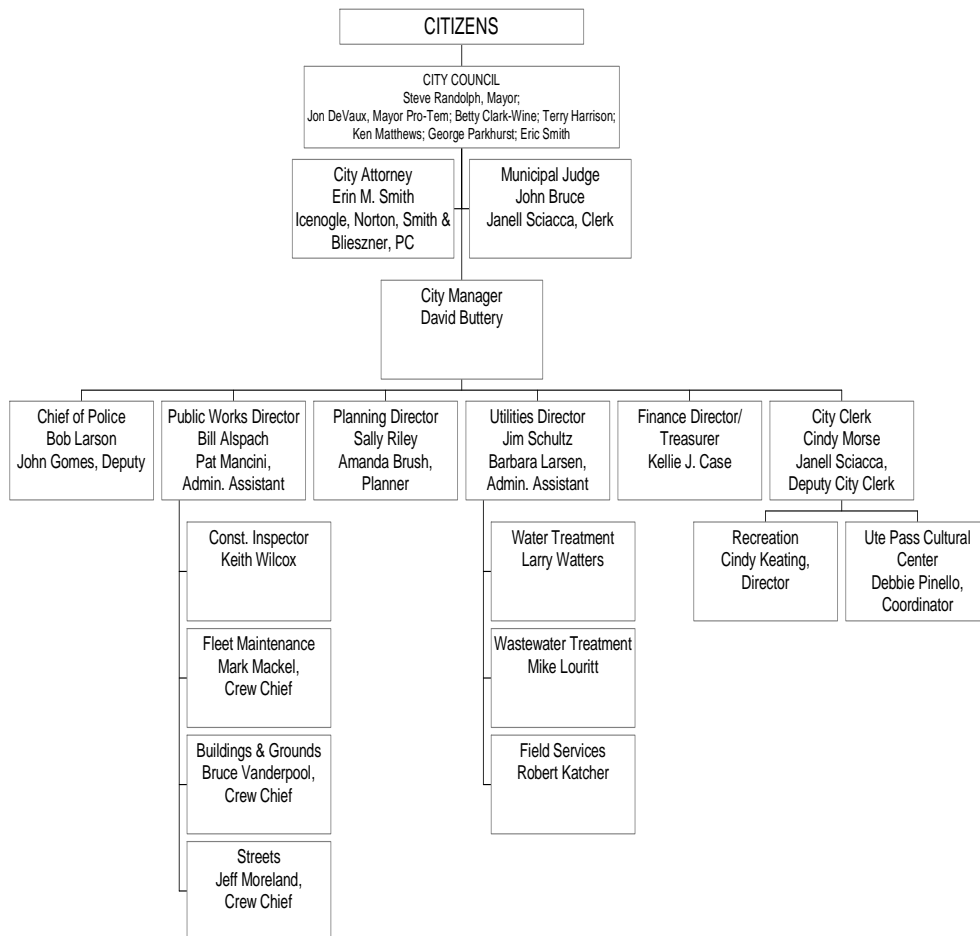 CITIZENS
CITY COUNCIL
Steve Randolph, Mayor;
Jon DeVaux, Mayor Pro-Tem; Betty Clark-Wine; Terry Harrison;
Ken Matthews; George Parkhurst; Eric Smith
City Attorney
Erin M. Smith
Icenogle, Norton, Smith &
Blieszner, PC
Municipal Judge
John Bruce
Janell Sciacca, Clerk
City Manager
David Buttery
Chief of Police
Bob Larson
John Gomes, Deputy
Public Works Director
Bill Alspach
Pat Mancini,
Admin. Assistant
Planning Director
Sally Riley
Amanda Brush,
Planner
Utilities Director
Jim Schultz
Barbara Larsen,
Admin. Assistant
Finance Director/
Treasurer
Kellie J. Case
City Clerk
Cindy Morse
Janell Sciacca,
Deputy City Clerk
Const. Inspector
Keith Wilcox
Fleet Maintenance
Mark Mackel,
Crew Chief
Buildings & Grounds
Bruce Vanderpool,
Crew Chief
Streets
Jeff Moreland,
Crew Chief
Water Treatment
Larry Watters
Wastewater Treatment
Mike Louritt
Field Services
Robert Katcher
Recreation
Cindy Keating,
Director
Ute Pass Cultural
Center
Debbie Pinello,
Coordinator